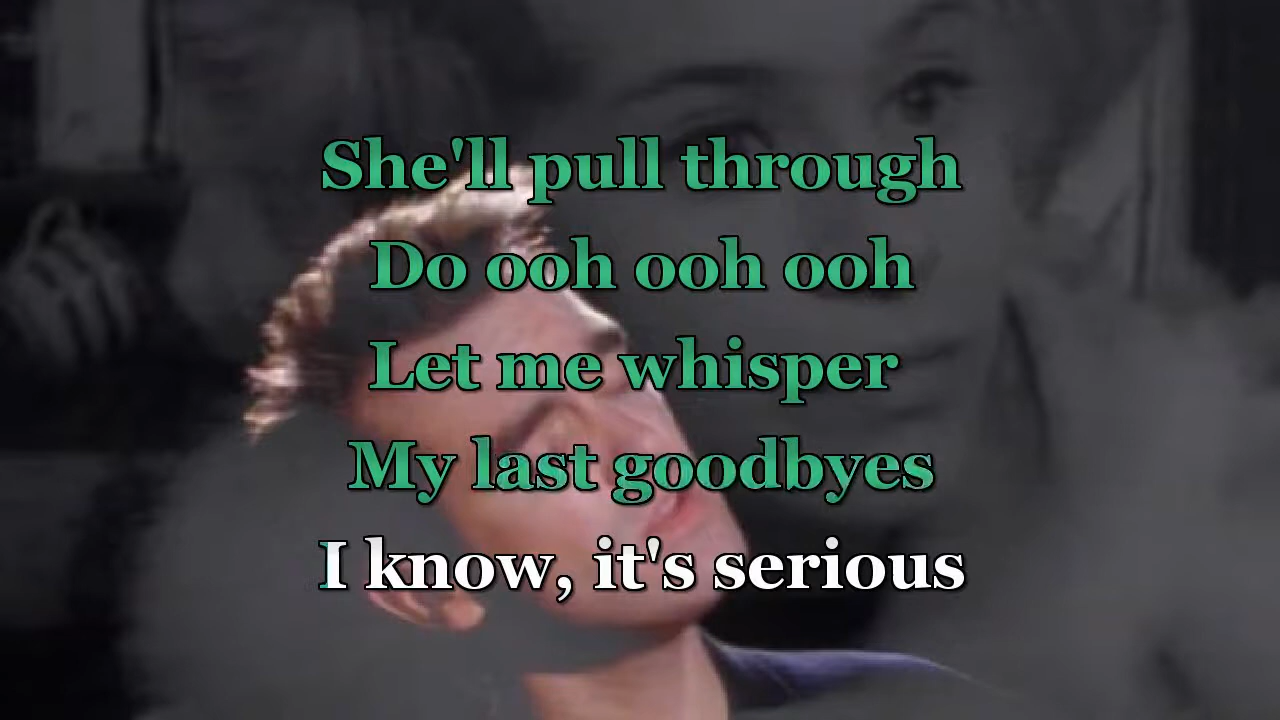 She'll pull through
Do ooh ooh ooh
Let me whisper
My last goodbyes
I know, it's serious